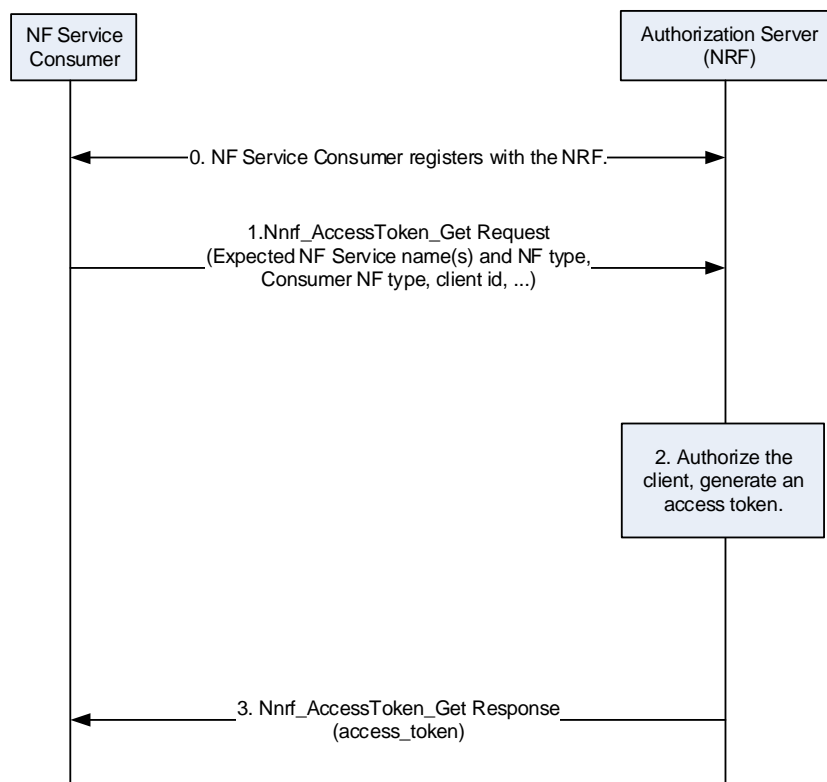 NF Service
Consumer
Authorization Server
(NRF)
0. NF Service Consumer registers with the NRF.
1.Nnrf_AccessToken_Get Request
(Expected NF Service name(s) and NF type,
Consumer NF type, client id, ...)
2. Authorize the
client, generate an
access token.
3. Nnrf_AccessToken_Get Response
(access_token)